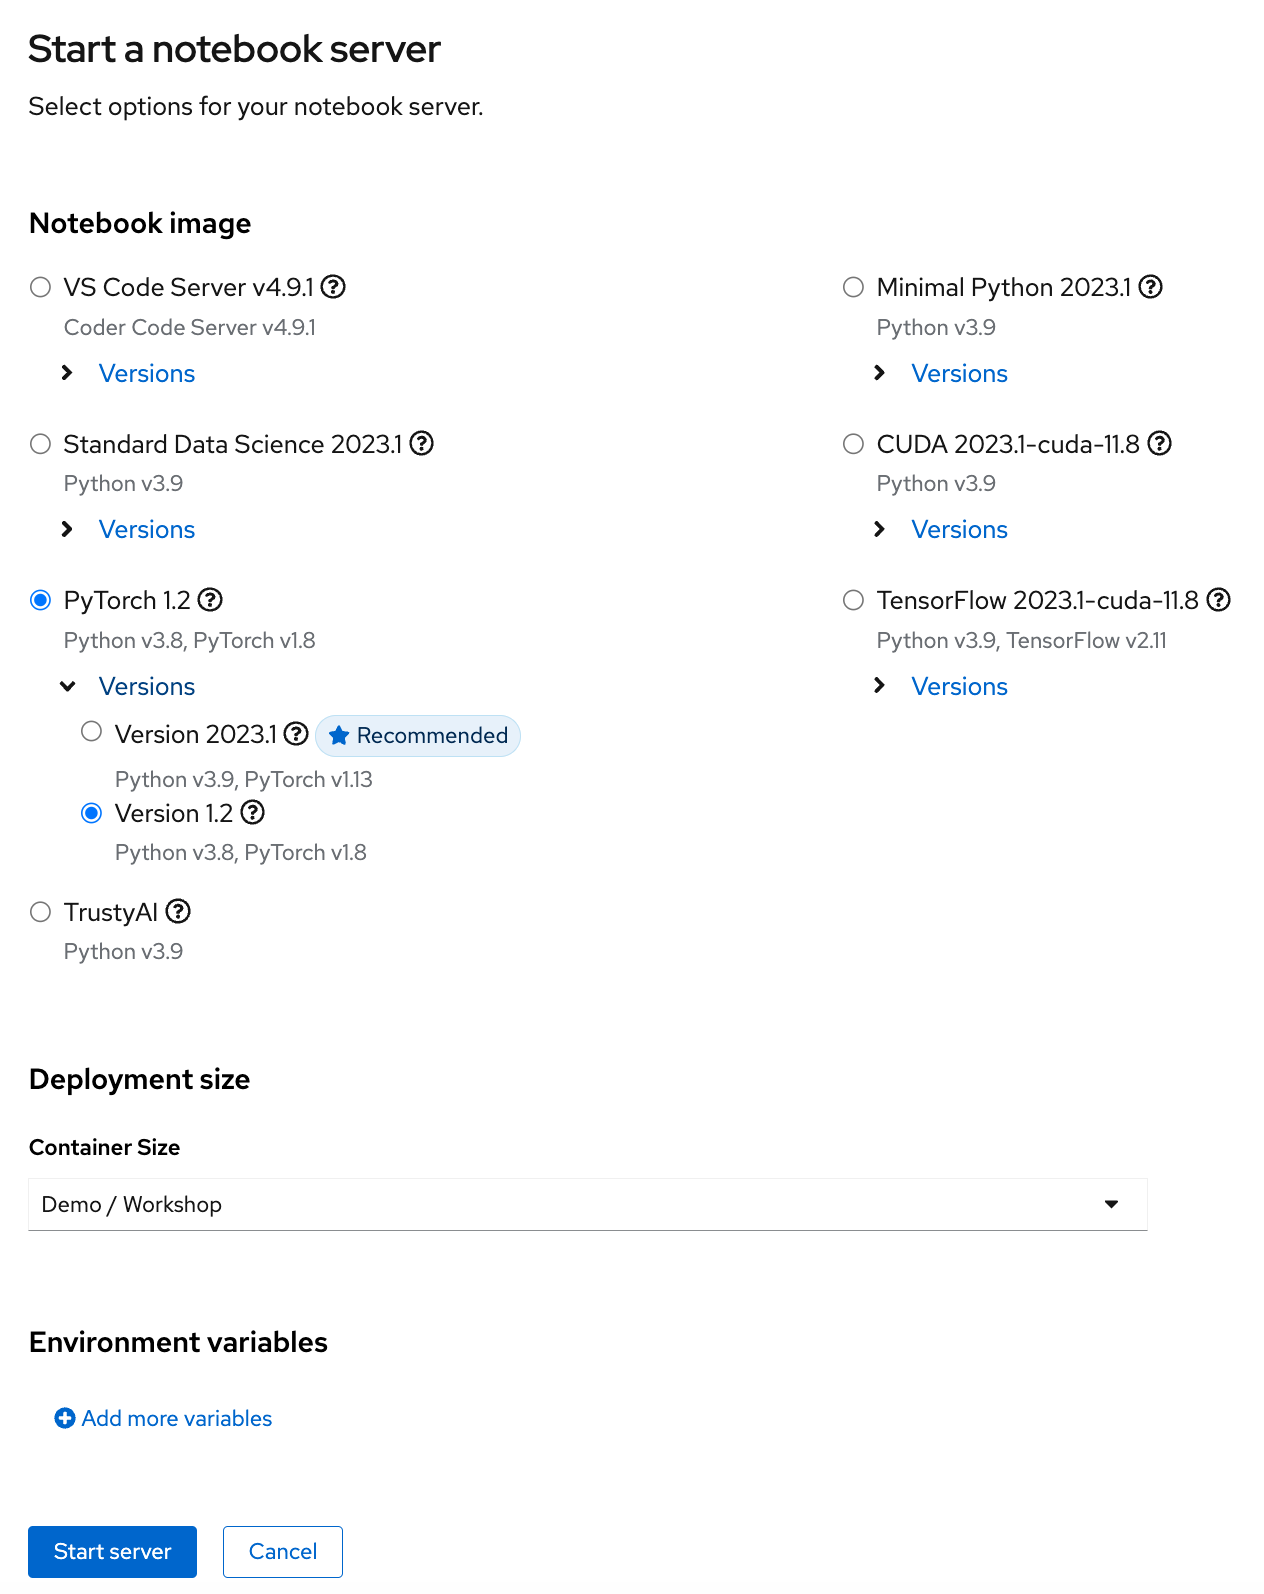 Start a notebook server
Select options for your notebook server.
Notebook image
VS Code Server v4.9.1
Coder Code Server v4.9.1
Versions
Minimal Python 2023.1
Python v3.9
Versions
Standard Data Science 2023.1
Python v3.9
Versions
CUDA 2023.1-cuda-11.8
Python v3.9
Versions
PyTorch 1.2
Python v3.8, PyTorch v1.8
Versions
Version 2023.1 Recommended
Python v3.9, PyTorch v1.13
Version 1.2
Python v3.8, PyTorch v1.8
TensorFlow 2023.1-cuda-11.8
Python v3.9, TensorFlow v2.11
Versions
TrustyAI
Python v3.9
Deployment size
Container Size
Demo / Workshop
Environment variables
Add more variables
Start server
Cancel